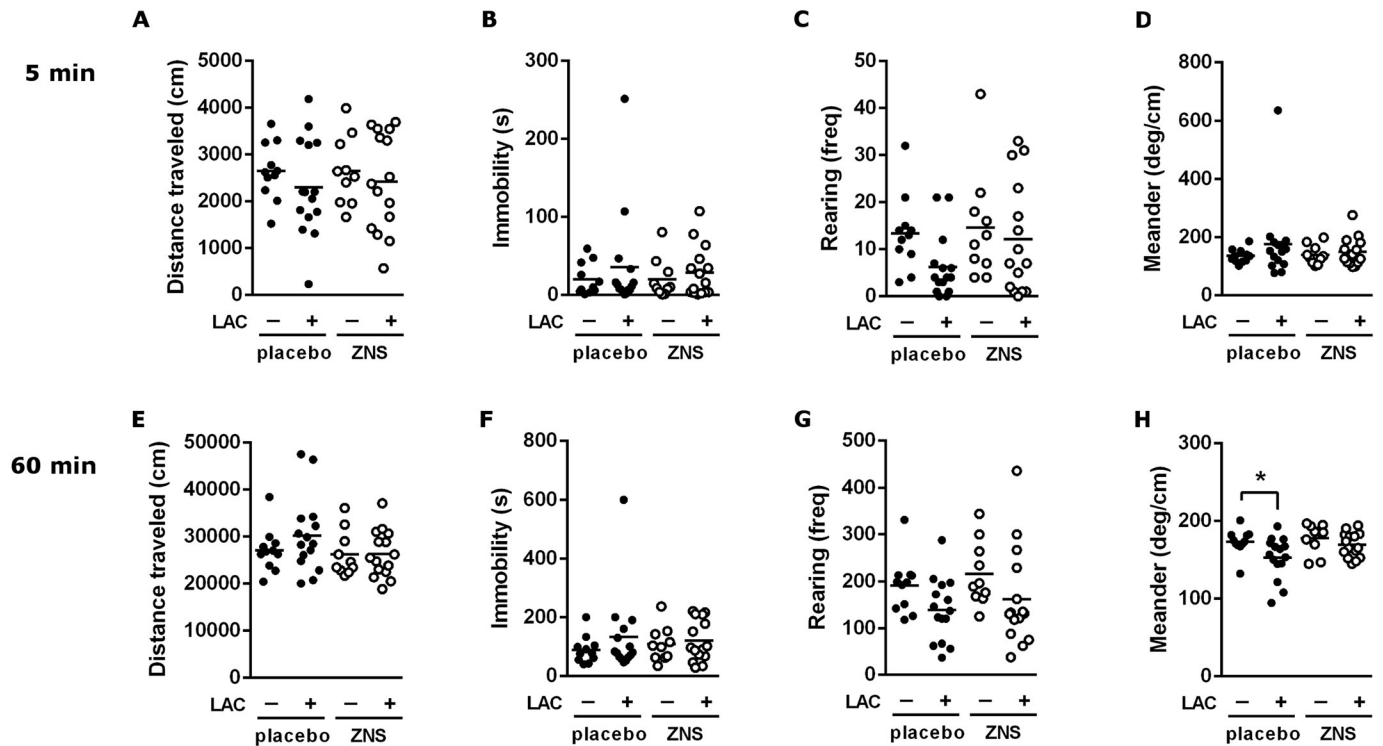 A B C D
5 min
Distance traveled (cm)
5000
4000
3000
2000
1000
0
LAC − + − +
placebo ZNS
Immobility (s)
300
200
100
0
LAC − + − +
placebo ZNS
Rearing (freq)
50
40
30
20
10
0
LAC − + − +
placebo ZNS
Meander (deg/cm)
800
600
400
200
0
LAC − + − +
placebo ZNS
E F G H
60 min
Distance traveled (cm)
50000
40000
30000
20000
10000
0
LAC − + − +
placebo ZNS
Immobility (s)
800
600
400
200
0
LAC − + − +
placebo ZNS
Rearing (freq)
500
400
300
200
100
0
LAC − + − +
placebo ZNS
Meander (deg/cm)
300
200
100
0
*
LAC − + − +
placebo ZNS